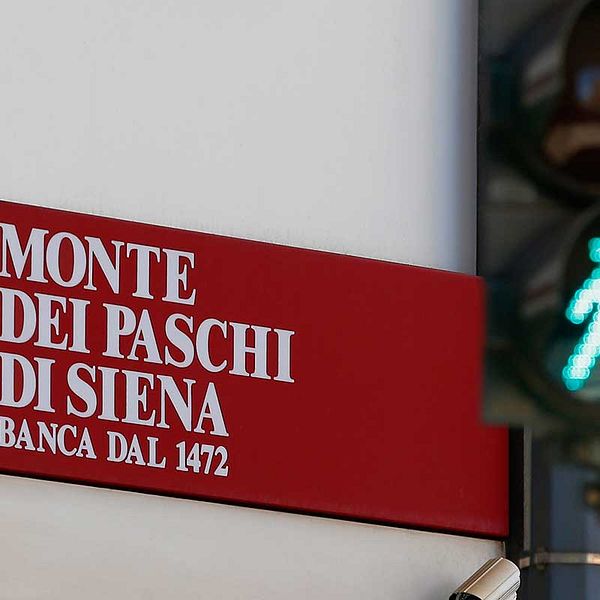 MONTE
DEI PASCHI
DI SIENA
BANCA DAL 1472